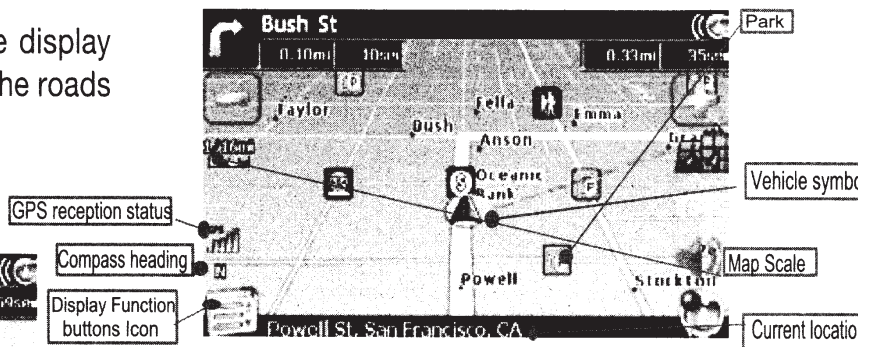 e display
he roads
Bush St
Park
0.10mi
0.33mi
Taylor
Fella
Emma
Bush
Anson
Oceanic
Bank
Vehicle symbo
GPS reception status
Compass heading
N
Map Scale
Powell
Stockton
Display Function
buttons Icon
Powell St, San Francisco, CA
Current locatio